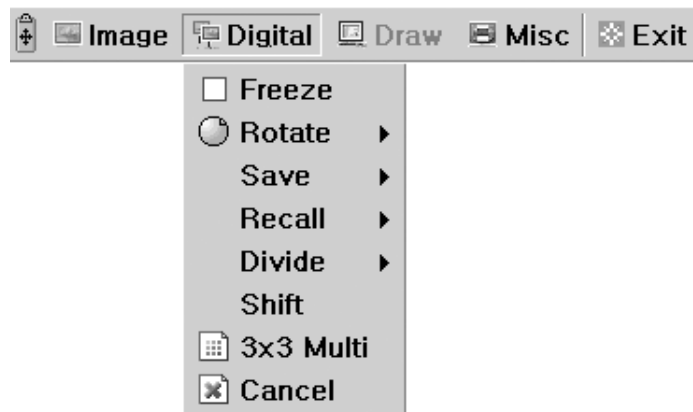 Image Digital Draw Misc Exit
Freeze
Rotate
Save
Recall
Divide
Shift
3x3 Multi
Cancel